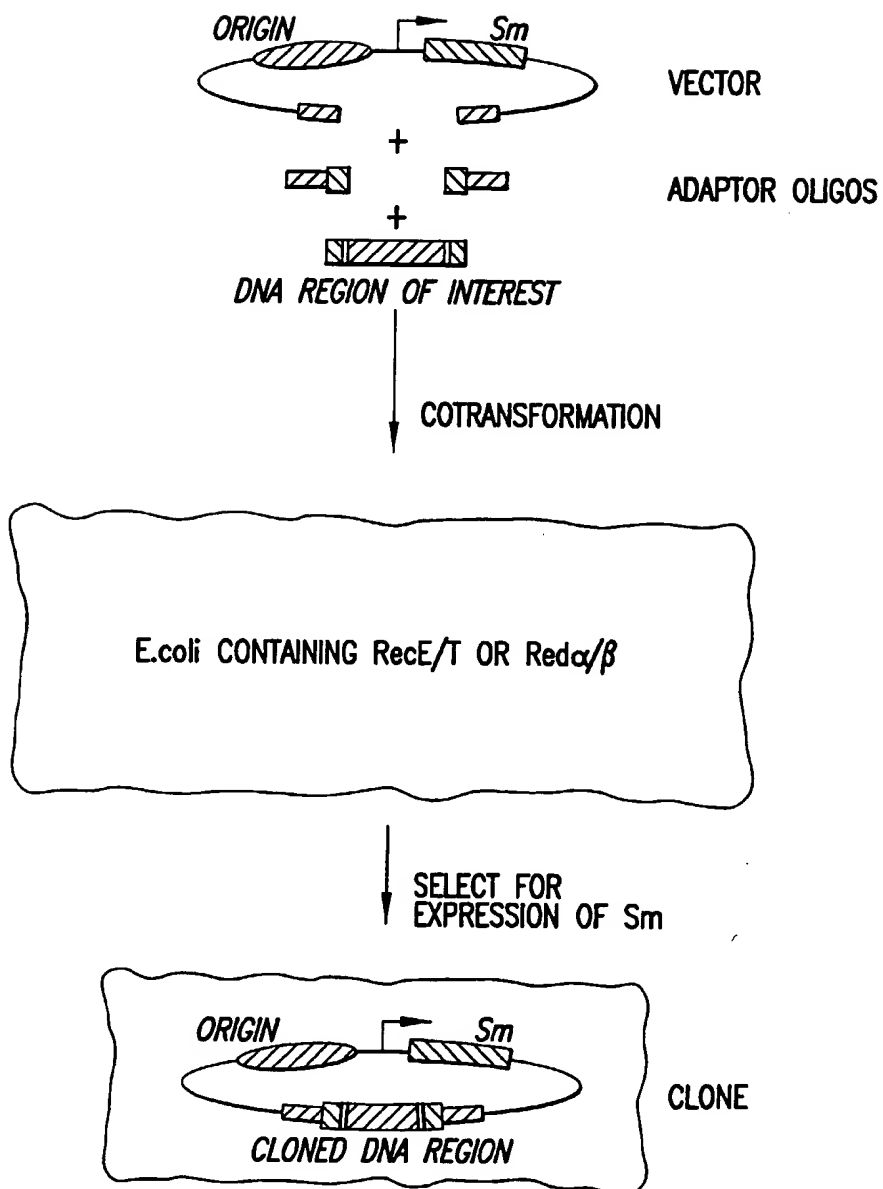 ORIGIN
Sm
VECTOR
+
ADAPTOR OLIGOS
+
DNA REGION OF INTEREST
COTRANSFORMATION
E.coli CONTAINING RecE/T OR Redα/β
SELECT FOR
EXPRESSION OF Sm
ORIGIN
Sm
CLONE
CLONED DNA REGION